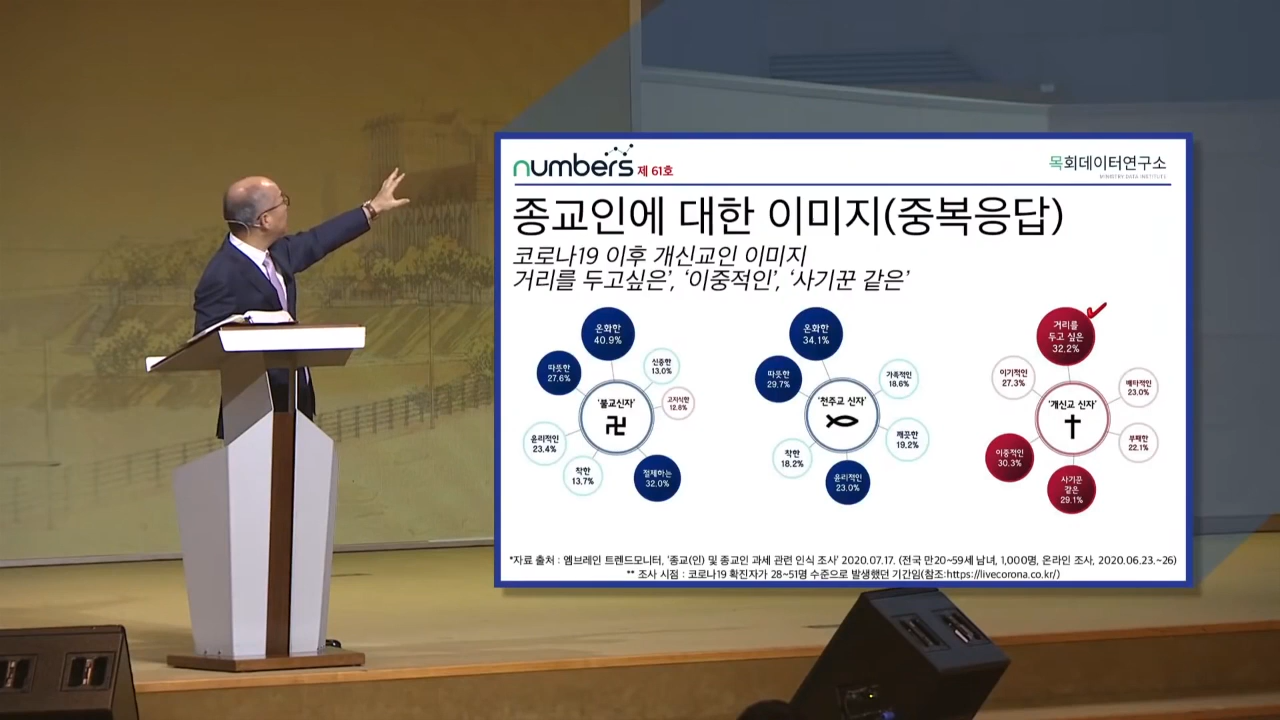 numbers 제 61호
목회데이터연구소
MINISTRY DATA INSTITUTE
종교인에 대한 이미지(중복응답)
코로나19 이후 개신교인 이미지
거리를 두고싶은’, ‘이중적인’, ‘사기꾼 같은’
온화한
40.9%
신중한
13.0%
따뜻한
27.6%
고지식한
12.8%
‘불교신자’
윤리적인
23.4%
착한
13.7%
절제하는
32.0%
온화한
34.1%
따뜻한
29.7%
가족적인
18.6%
‘천주교 신자’
깨끗한
19.2%
착한
18.2%
윤리적인
23.0%
거리를
두고 싶은
32.2%
이기적인
27.3%
배타적인
23.0%
‘개신교 신자’
부패한
22.1%
이중적인
30.3%
사기꾼
같은
29.1%
*자료 출처 : 엠브레인 트렌드모니터, ‘종교(인) 및 종교인 과세 관련 인식 조사’ 2020.07.17. (전국 만20~59세 남녀, 1,000명, 온라인 조사, 2020.06.23.~26)
** 조사 시점 : 코로나19 확진자가 28~51명 수준으로 발생했던 기간임(참조:https://livecorona.co.kr/)